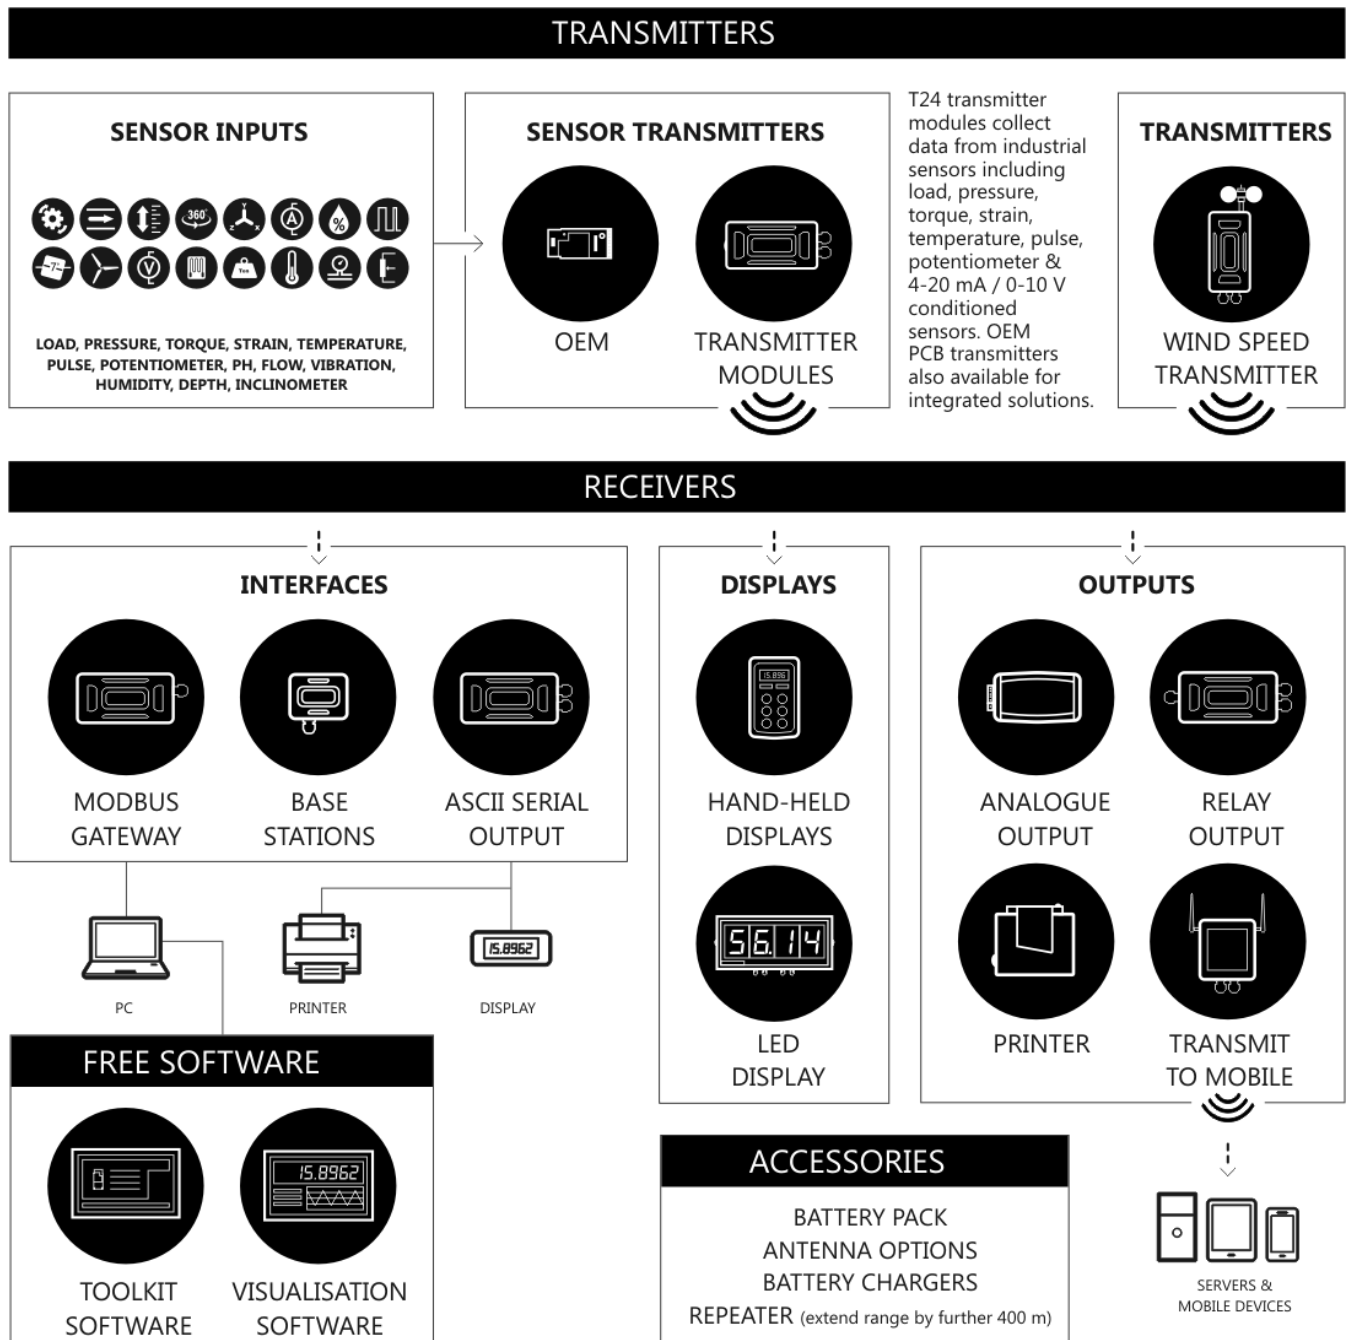 TRANSMITTERS
SENSOR INPUTS
360°
Y
Z
X
A
%
-7°
V
Ton
LOAD, PRESSURE, TORQUE, STRAIN, TEMPERATURE,
PULSE, POTENTIOMETER, PH, FLOW, VIBRATION,
HUMIDITY, DEPTH, INCLINOMETER
SENSOR TRANSMITTERS
OEM
TRANSMITTER
MODULES
T24 transmitter
modules collect
data from industrial
sensors including
load, pressure,
torque, strain,
temperature, pulse,
potentiometer &
4-20 mA / 0-10 V
conditioned
sensors. OEM
PCB transmitters
also available for
integrated solutions.
TRANSMITTERS
WIND SPEED
TRANSMITTER
RECEIVERS
INTERFACES
MODBUS
GATEWAY
BASE
STATIONS
ASCII SERIAL
OUTPUT
PC
PRINTER
15.8962
DISPLAY
DISPLAYS
15.896
HAND-HELD
DISPLAYS
56.14
LED
DISPLAY
OUTPUTS
ANALOGUE
OUTPUT
RELAY
OUTPUT
PRINTER
TRANSMIT
TO MOBILE
SERVERS &
MOBILE DEVICES
FREE SOFTWARE
TOOLKIT
SOFTWARE
15.8962
VISUALISATION
SOFTWARE
ACCESSORIES
BATTERY PACK
ANTENNA OPTIONS
BATTERY CHARGERS
REPEATER (extend range by further 400 m)